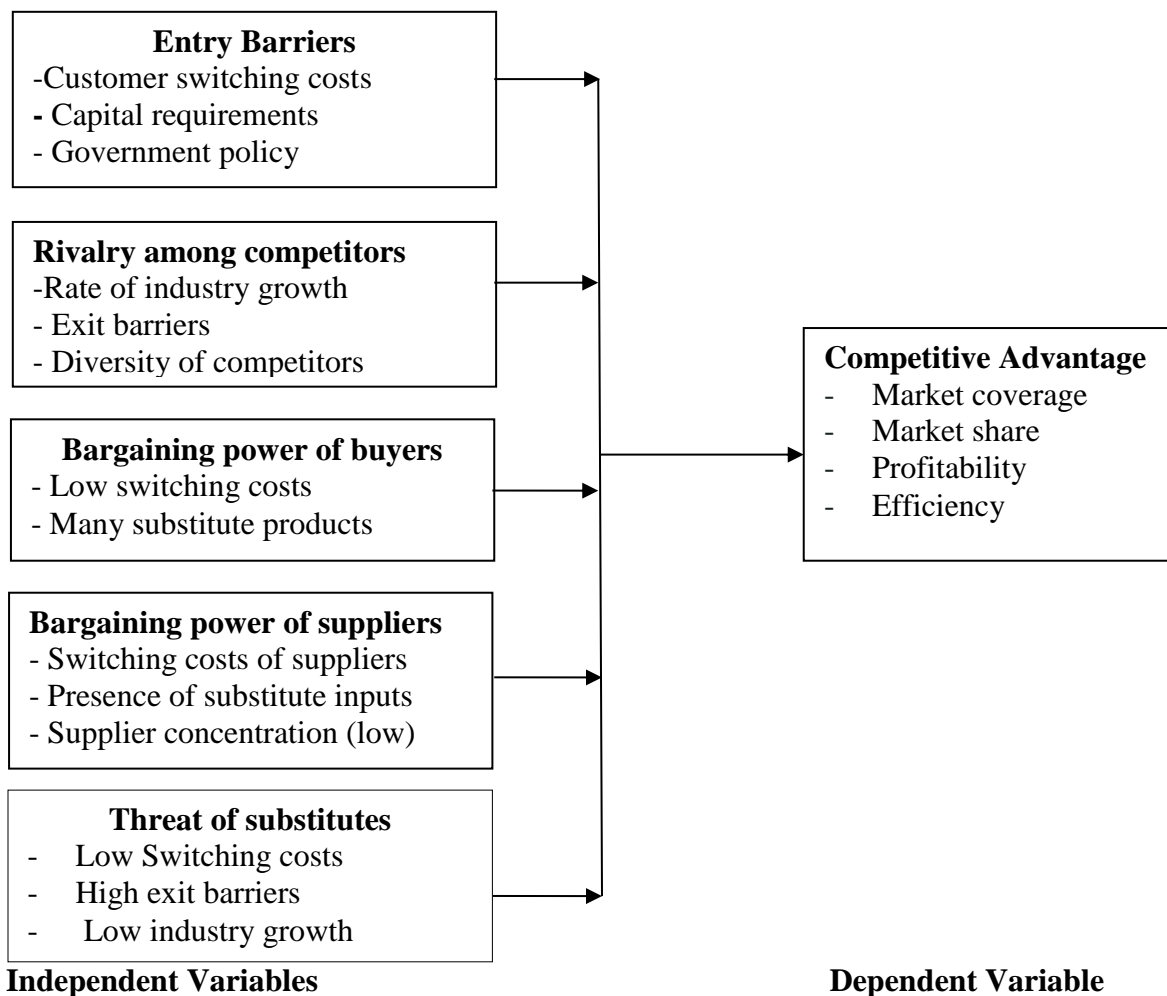 Entry Barriers
-Customer switching costs
- Capital requirements
- Government policy
Rivalry among competitors
-Rate of industry growth
- Exit barriers
- Diversity of competitors
Bargaining power of buyers
- Low switching costs
- Many substitute products
Bargaining power of suppliers
- Switching costs of suppliers
- Presence of substitute inputs
- Supplier concentration (low)
Threat of substitutes
- Low Switching costs
- High exit barriers
- Low industry growth
Independent Variables
Competitive Advantage
- Market coverage
- Market share
- Profitability
- Efficiency
Dependent Variable